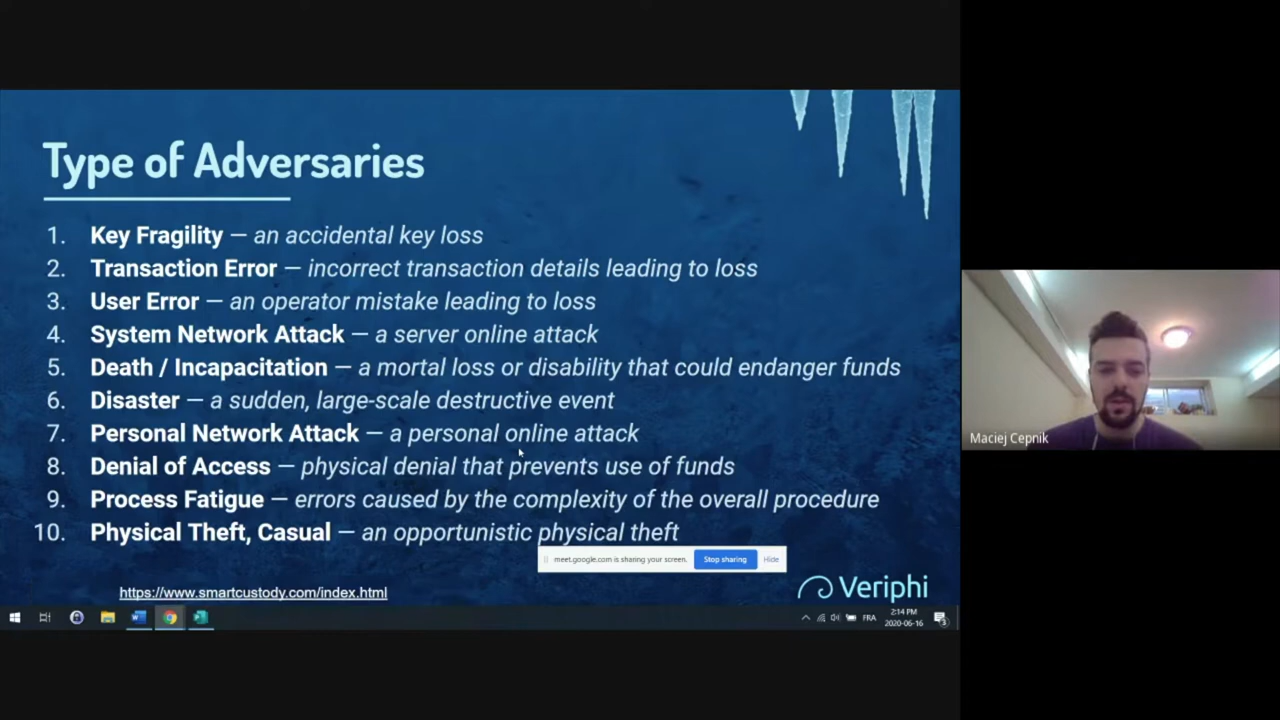 Type of Adversaries
1. Key Fragility — an accidental key loss
2. Transaction Error — incorrect transaction details leading to loss
3. User Error — an operator mistake leading to loss
4. System Network Attack — a server online attack
5. Death / Incapacitation — a mortal loss or disability that could endanger funds
6. Disaster — a sudden, large-scale destructive event
7. Personal Network Attack — a personal online attack
8. Denial of Access — physical denial that prevents use of funds
9. Process Fatigue — errors caused by the complexity of the overall procedure
10. Physical Theft, Casual — an opportunistic physical theft
meet.google.com is sharing your screen. Stop sharing Hide
https://www.smartcustody.com/index.html
Veriphi
FRA
2:14 PM
2020-06-16
Maciej Cepnik